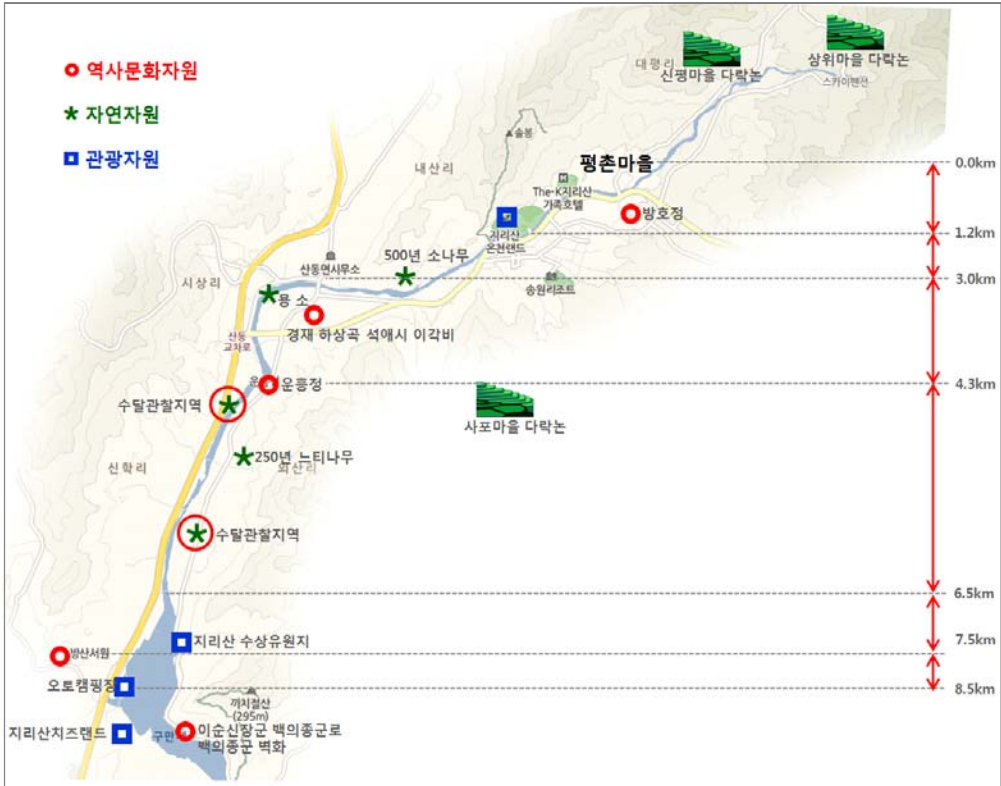 역사문화자원
자연자원
관광자원
대평리
신평마을 다락논
상위마을 다락논
스카이펜션
솔봉
내산리
평촌마을
0.0km
The-K지리산
가족호텔
방호정
지리산
온천랜드
1.2km
500년 소나무
산동면사무소
3.0km
시상리
용 소
송원리조트
경재 하상곡 석애시 이각비
산동
교차로
운흥정
4.3km
수달관찰지역
사포마을 다락논
250년 느티나무
외산리
신학리
수달관찰지역
6.5km
지리산 수상유원지
7.5km
방산서원
오토캠핑장
8.5km
까치절산
(295m)
지리산치즈랜드
구만
이순신장군 백의종군로
백의종군 벽화